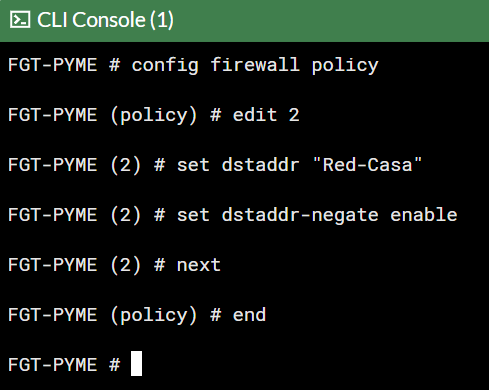 CLI Console (1)
FGT-PYME # config firewall policy
FGT-PYME (policy) # edit 2
FGT-PYME (2) # set dstaddr "Red-Casa"
FGT-PYME (2) # set dstaddr-negate enable
FGT-PYME (2) # next
FGT-PYME (policy) # end
FGT-PYME #